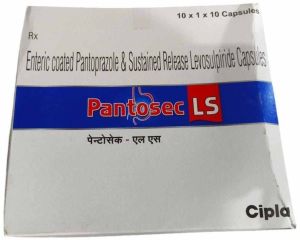 10 x 1 x 10 Capsules
Rx
Enteric coated Pantoprazole & Sustained Release Levosulpiride Capsules
Pantosec LS
पेन्टोसेक - एल एस
Cipla